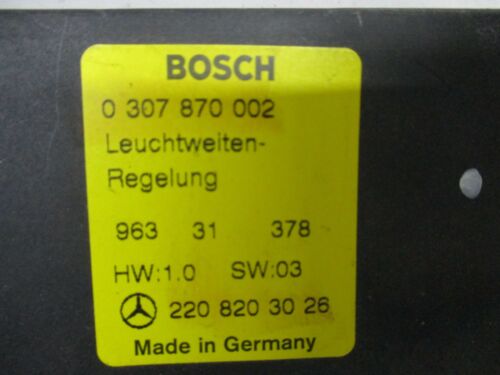 BOSCH
0 307 870 002
Leuchtweiten-
Regelung
963 31 378
HW:1.0 SW:03
220 820 30 26
Made in Germany